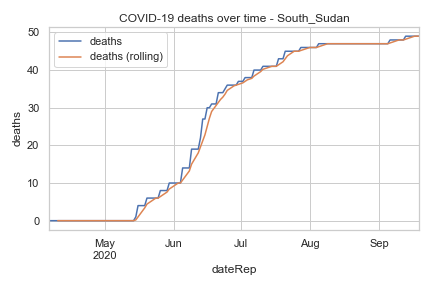 COVID-19 deaths over time - South_Sudan
deaths
deaths (rolling)
50
40
30
20
10
0
deaths
May
2020
Jun
Jul
Aug
Sep
dateRep